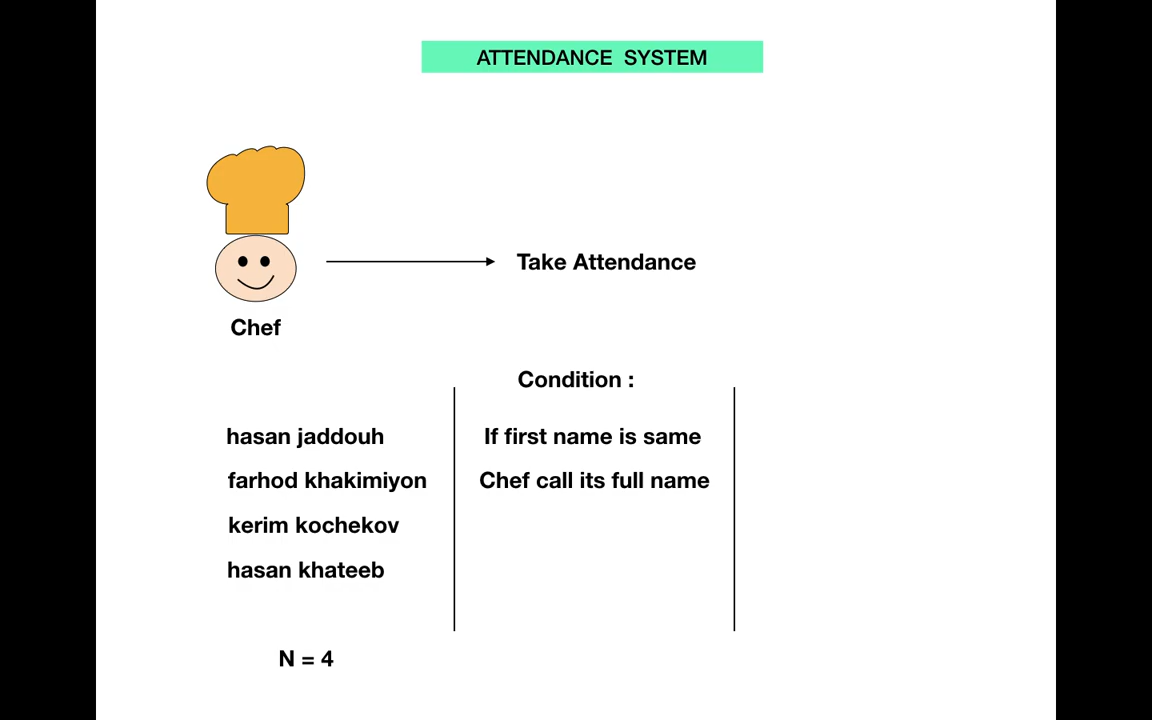 ATTENDANCE SYSTEM
Take Attendance
Chef
Condition :
hasan jaddouh
If first name is same
farhod khakimiyon
Chef call its full name
kerim kochekov
hasan khateeb
N = 4